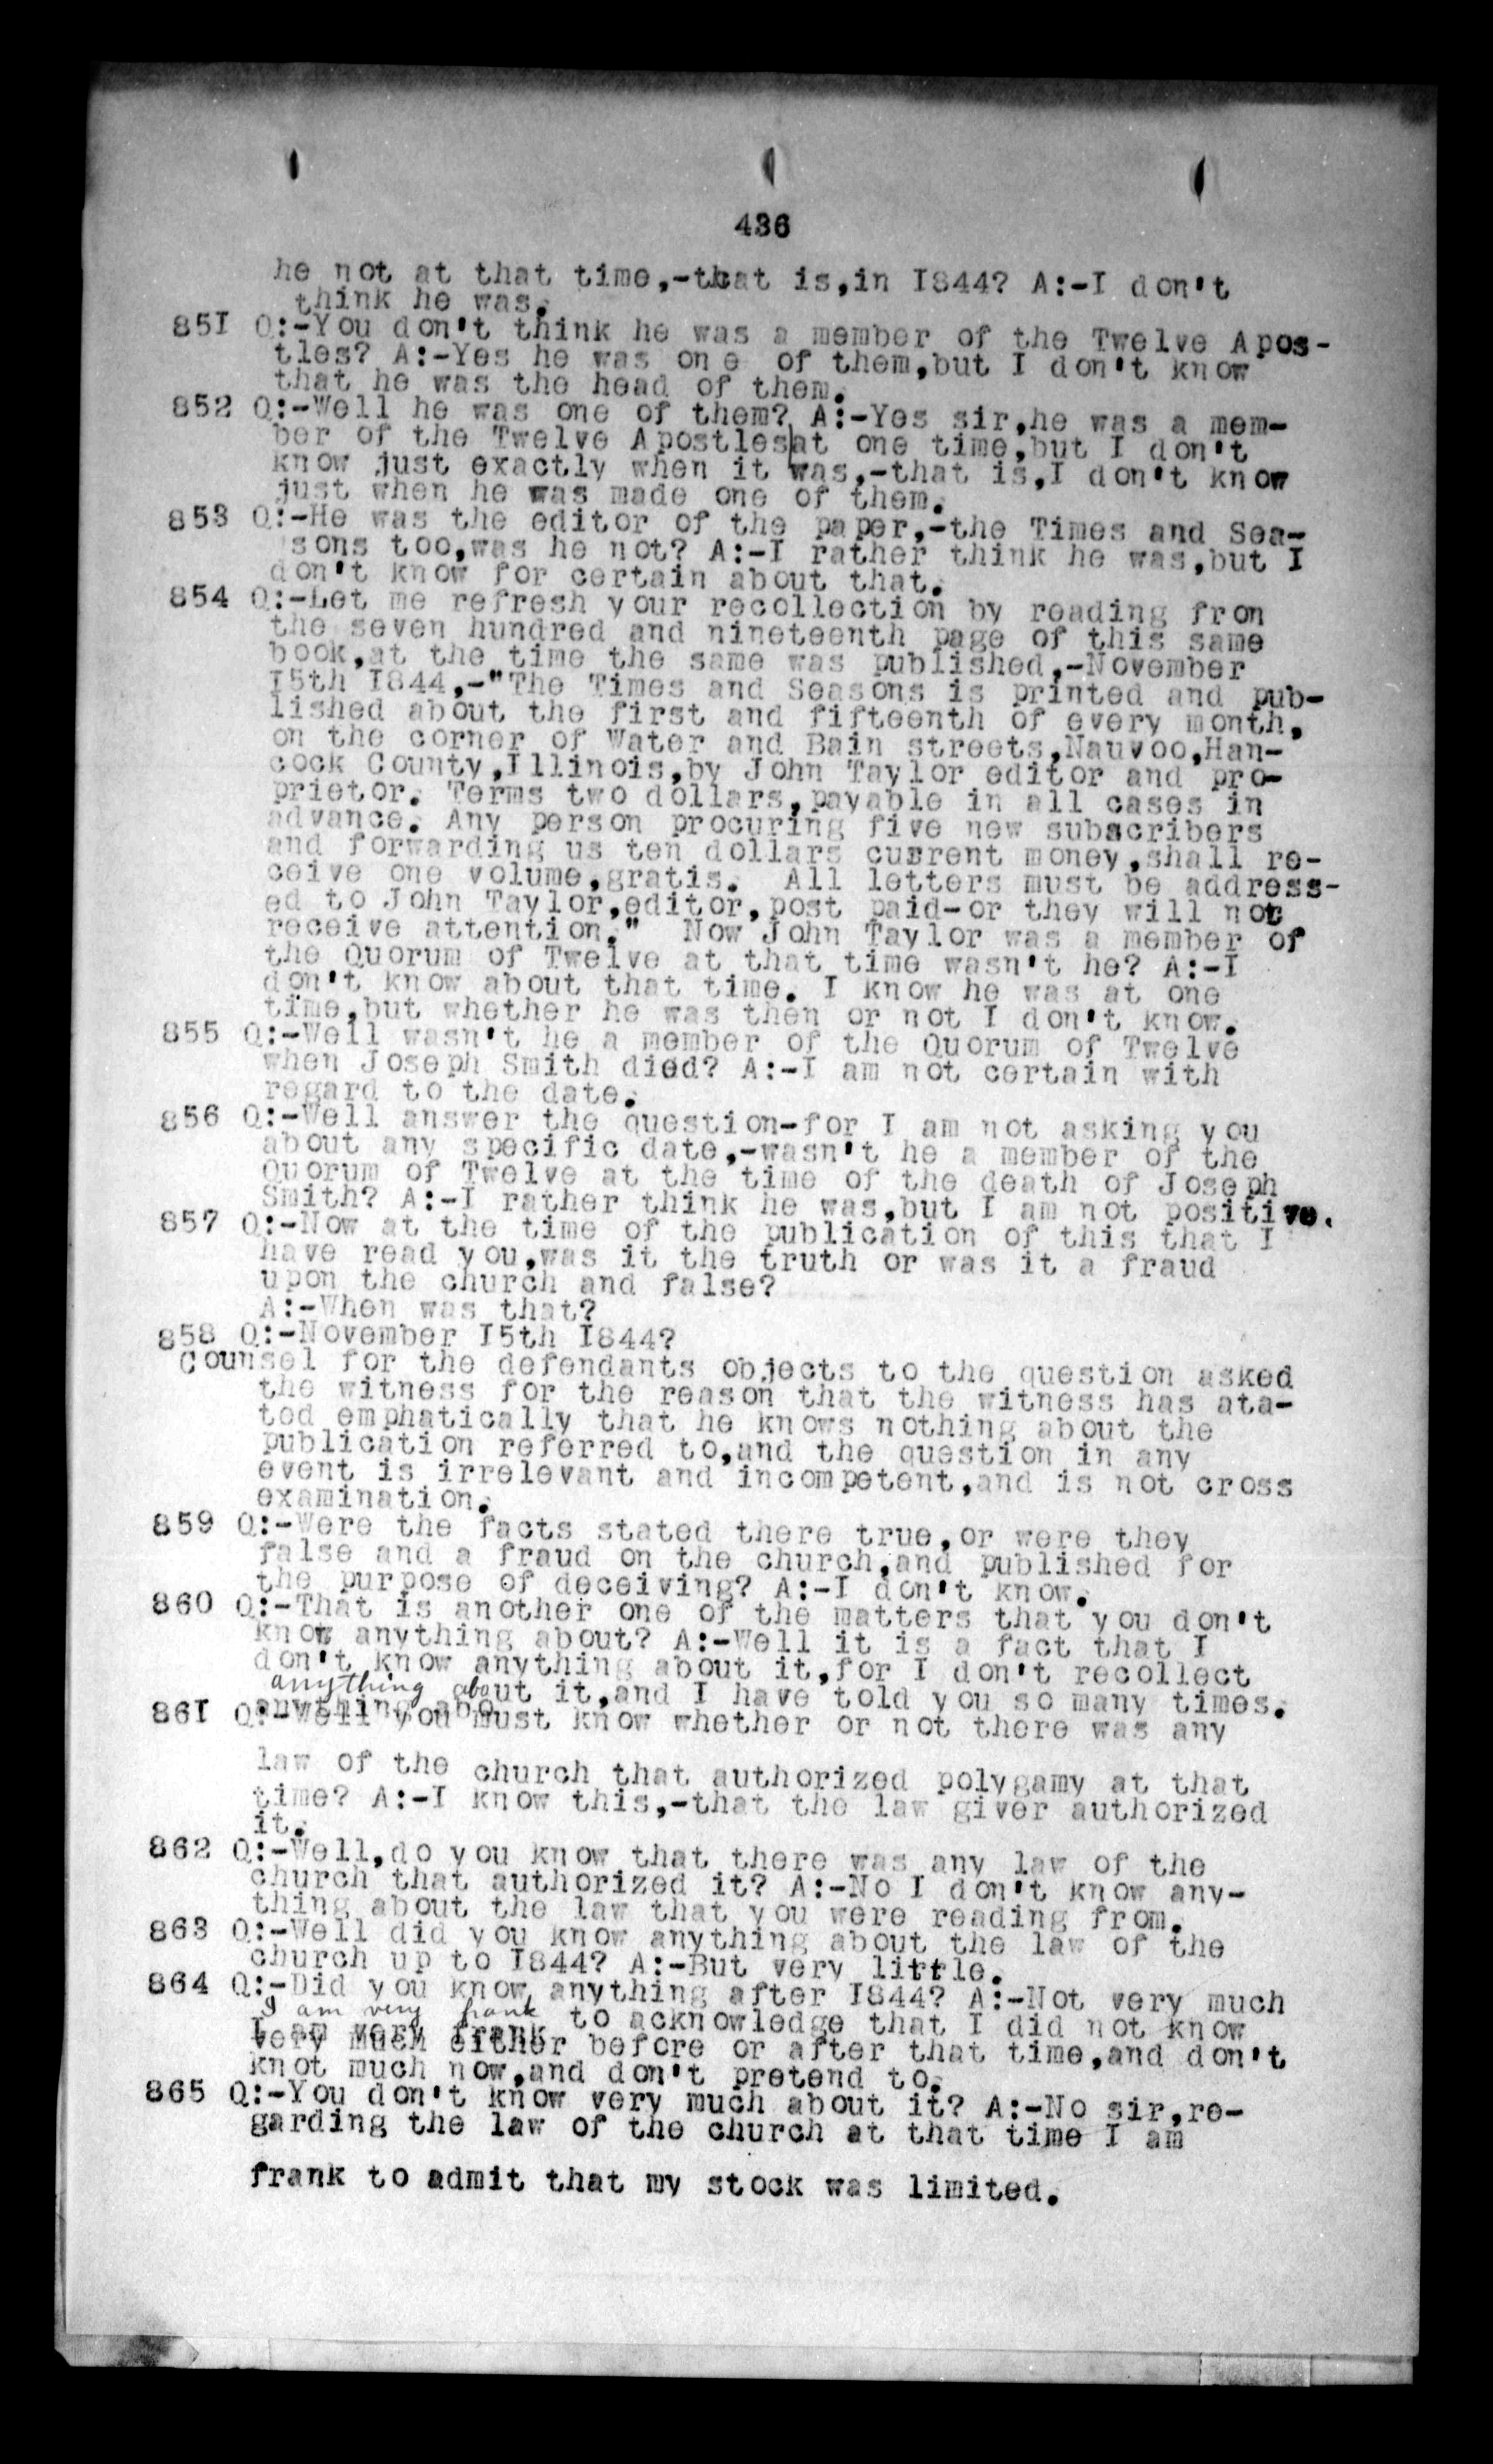 436
he not at that time,-that is,in I844? A:-I don't
think he was.
85I Q:-You don't think he was a member of the Twelve Apos-
tles? A:-Yes he was one of them,but I don't know
that he was the head of them.
852 Q:-Well he was one of them? A:-Yes sir,he was a mem-
ber of the Twelve Apostles|at one time,but I don't
know just exactly when it was,-that is,I don't know
just when he was made one of them.
853 Q:-He was the editor of the paper,-the Times and Sea-
sons too,was he not? A:-I rather think he was,but I
don't know for certain about that.
854 Q:-Let me refresh your recollection by reading fron
the seven hundred and nineteenth page of this same
book,at the time the same was published,-November
I5th I844,-"The Times and Seasons is printed and pub-
lished about the first and fifteenth of every month,
on the corner of Water and Bain streets,Nauvoo,Han-
cock County,Illinois,by John Taylor editor and pro-
prietor. Terms two dollars,payable in all cases in
advance. Any person procuring five new subscribers
and forwarding us ten dollars current money,shall re-
ceive one volume,gratis. All letters must be address-
ed to John Taylor,editor,post paid-or they will not
receive attention." Now John Taylor was a member of
the Quorum of Twelve at that time wasn't he? A:-I
don't know about that time. I know he was at one
time,but whether he was then or not I don't know.
855 Q:-Well wasn't he a member of the Quorum of Twelve
when Joseph Smith died? A:-I am not certain with
regard to the date.
856 Q:-Well answer the question-for I am not asking you
about any specific date,-wasn't he a member of the
Quorum of Twelve at the time of the death of Joseph
Smith? A:-I rather think he was,but I am not positive.
857 Q:-Now at the time of the publication of this that I
have read you,was it the truth or was it a fraud
upon the church and false?
A:-When was that?
858 Q:-November I5th I844?
Counsel for the defendants objects to the question asked
the witness for the reason that the witness has ata-
ted emphatically that he knows nothing about the
publication referred to,and the question in any
event is irrelevant and incompetent,and is not cross
examination.
859 Q:-Were the facts stated there true,or were they
false and a fraud on the church,and published for
the purpose of deceiving? A:-I don't know.
860 Q:-That is another one of the matters that you don't
know anything about? A:-Well it is a fact that I
don't know anything about it,for I don't recollect
anything about it,and I have told you so many times.
86I Q:-Well you must know whether or not there was any
law of the church that authorized polygamy at that
time? A:-I know this,-that the law giver authorized
it.
862 Q:-Well,do you know that there was any law of the
church that authorized it? A:-No I don't know any-
thing about the law that you were reading from.
863 Q:-Well did you know anything about the law of the
church up to I844? A:-But very little.
864 Q:-Did you know anything after I844? A:-Not very much
I am very frank to acknowledge that I did not know
very much either before or after that time,and don't
knot much now,and don't pretend to.
865 Q:-You don't know very much about it? A:-No sir,re-
garding the law of the church at that time I am
frank to admit that my stock was limited.